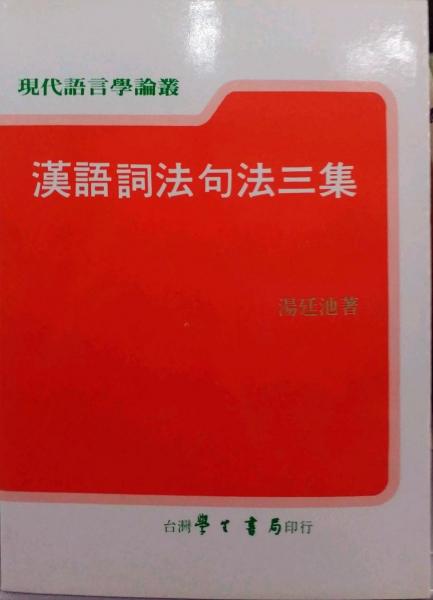 現代語言學論叢
漢語詞法句法三集
湯廷池著
台灣學生書局印行